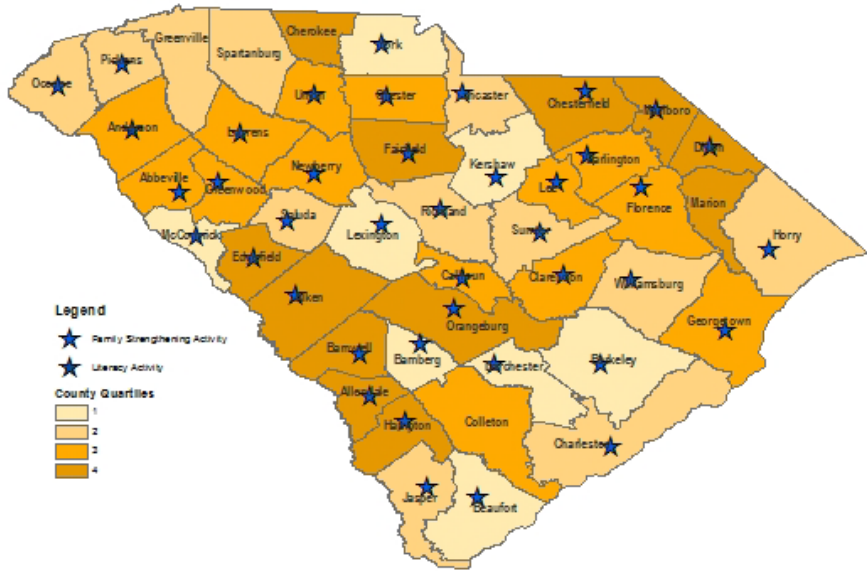 Cherokee
Greenville
York
Spartanburg
Pickens
Oconee
Union
Chester
Lancaster
Chesterfield
Marlboro
Anderson
Laurens
Fairfield
Dillon
Newberry
Kershaw
Darlington
Abbeville
Greenwood
Lee
Marion
Florence
Saluda
Richland
McCormick
Lexington
Sumter
Horry
Edgefield
Calhoun
Clarendon
Williamsburg
Aiken
Legend
Orangeburg
Georgetown
Family Strengthening Activity
Barnwell
Bamberg
Literacy Activity
Dorchester
Berkeley
Allendale
County Quartiles
1
Hampton
Colleton
2
Charleston
3
4
Jasper
Beaufort